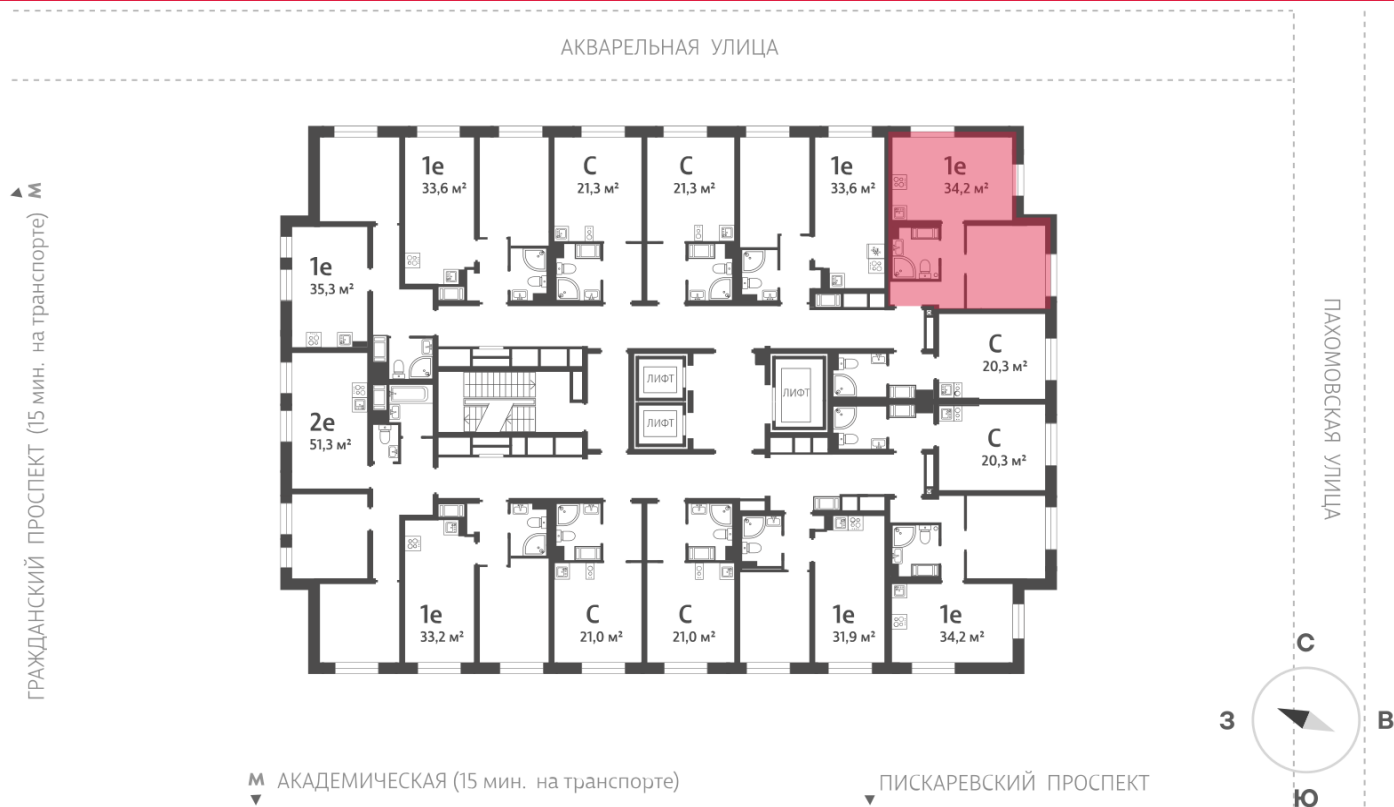 АКВАРЕЛЬНАЯ УЛИЦА
М
ГРАЖДАНСКИЙ ПРОСПЕКТ (15 мин. на транспорте)
1е
33,6 м²
С
21,3 м²
С
21,3 м²
1е
33,6 м²
1е
34,2 м²
1е
35,3 м²
ПАХОМОВСКАЯ УЛИЦА
С
20,3 м²
ЛИФТ
ЛИФТ
ЛИФТ
2е
51,3 м²
С
20,3 м²
1е
33,2 м²
С
21,0 м²
С
21,0 м²
1е
31,9 м²
1е
34,2 м²
С
З
В
Ю
М АКАДЕМИЧЕСКАЯ (15 мин. на транспорте)
ПИСКАРЕВСКИЙ ПРОСПЕКТ